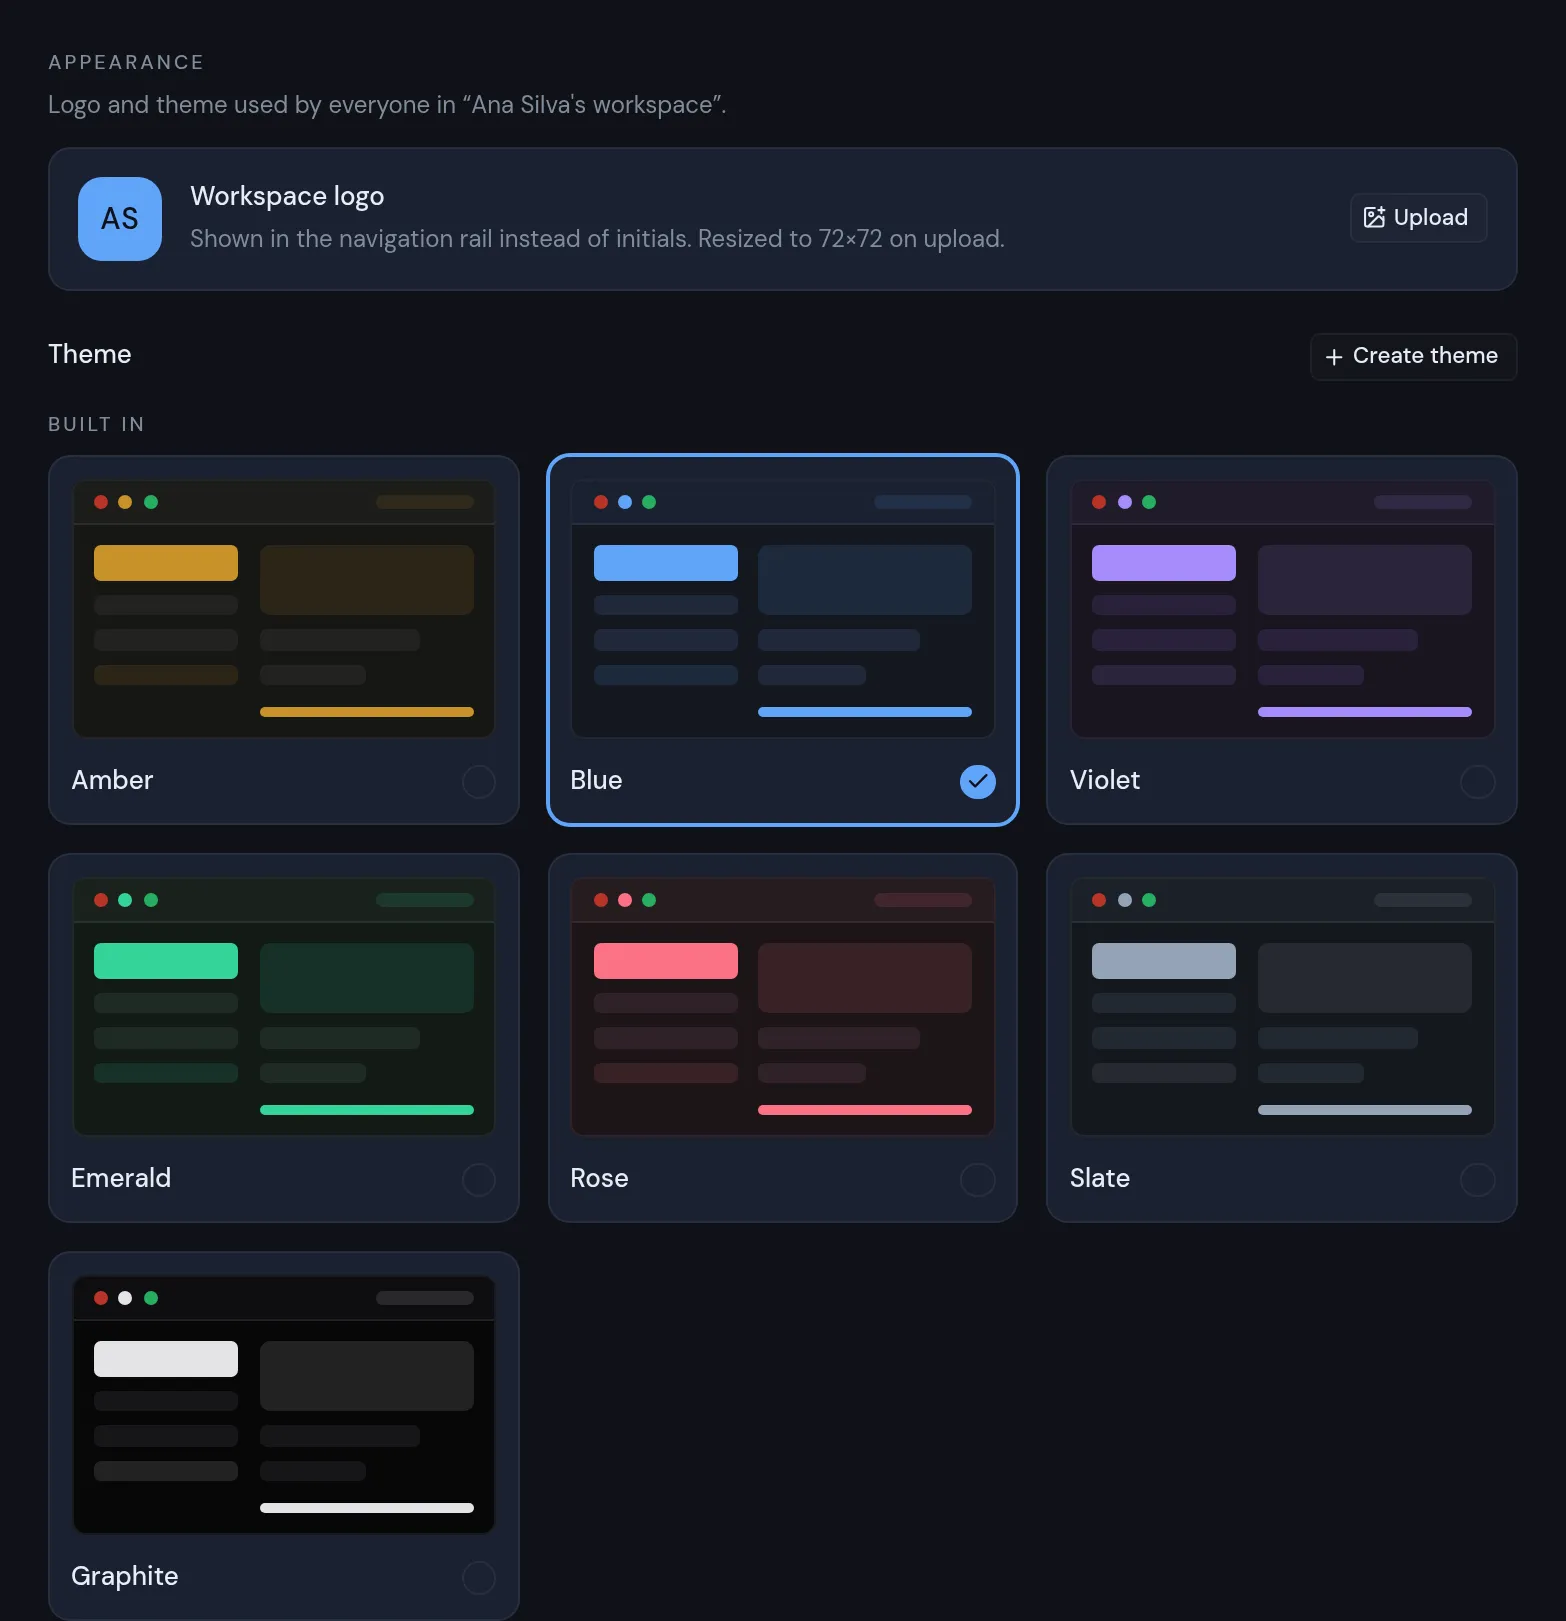 APPEARANCE
Logo and theme used by everyone in “Ana Silva's workspace”.
AS
Workspace logo
Shown in the navigation rail instead of initials. Resized to 72×72 on upload.
Upload
Theme
Create theme
BUILT IN
Amber
Blue
Violet
Emerald
Rose
Slate
Graphite